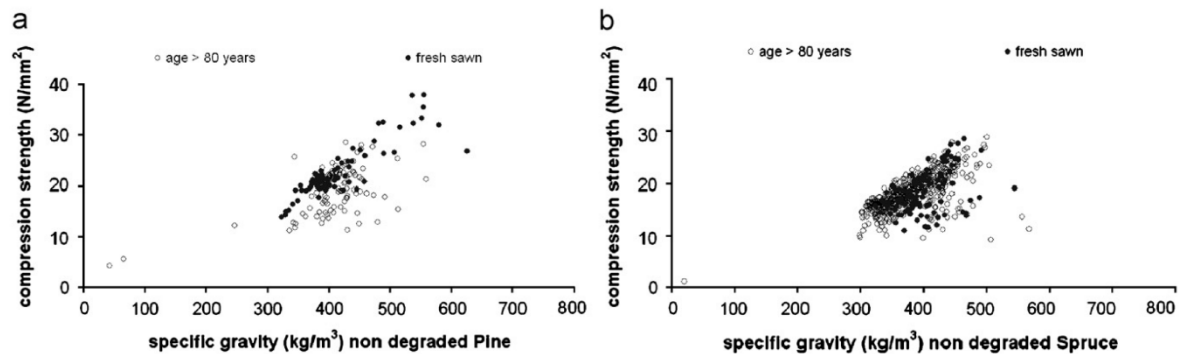 a
age > 80 years
fresh sawn
compression strength (N/mm²)
40
30
20
10
0
0 100 200 300 400 500 600 700 800
specific gravity (kg/m³) non degraded Pine
b
age > 80 years
fresh sawn
compression strength (N/mm²)
40
30
20
10
0
0 100 200 300 400 500 600 700 800
specific gravity (kg/m³) non degraded Spruce